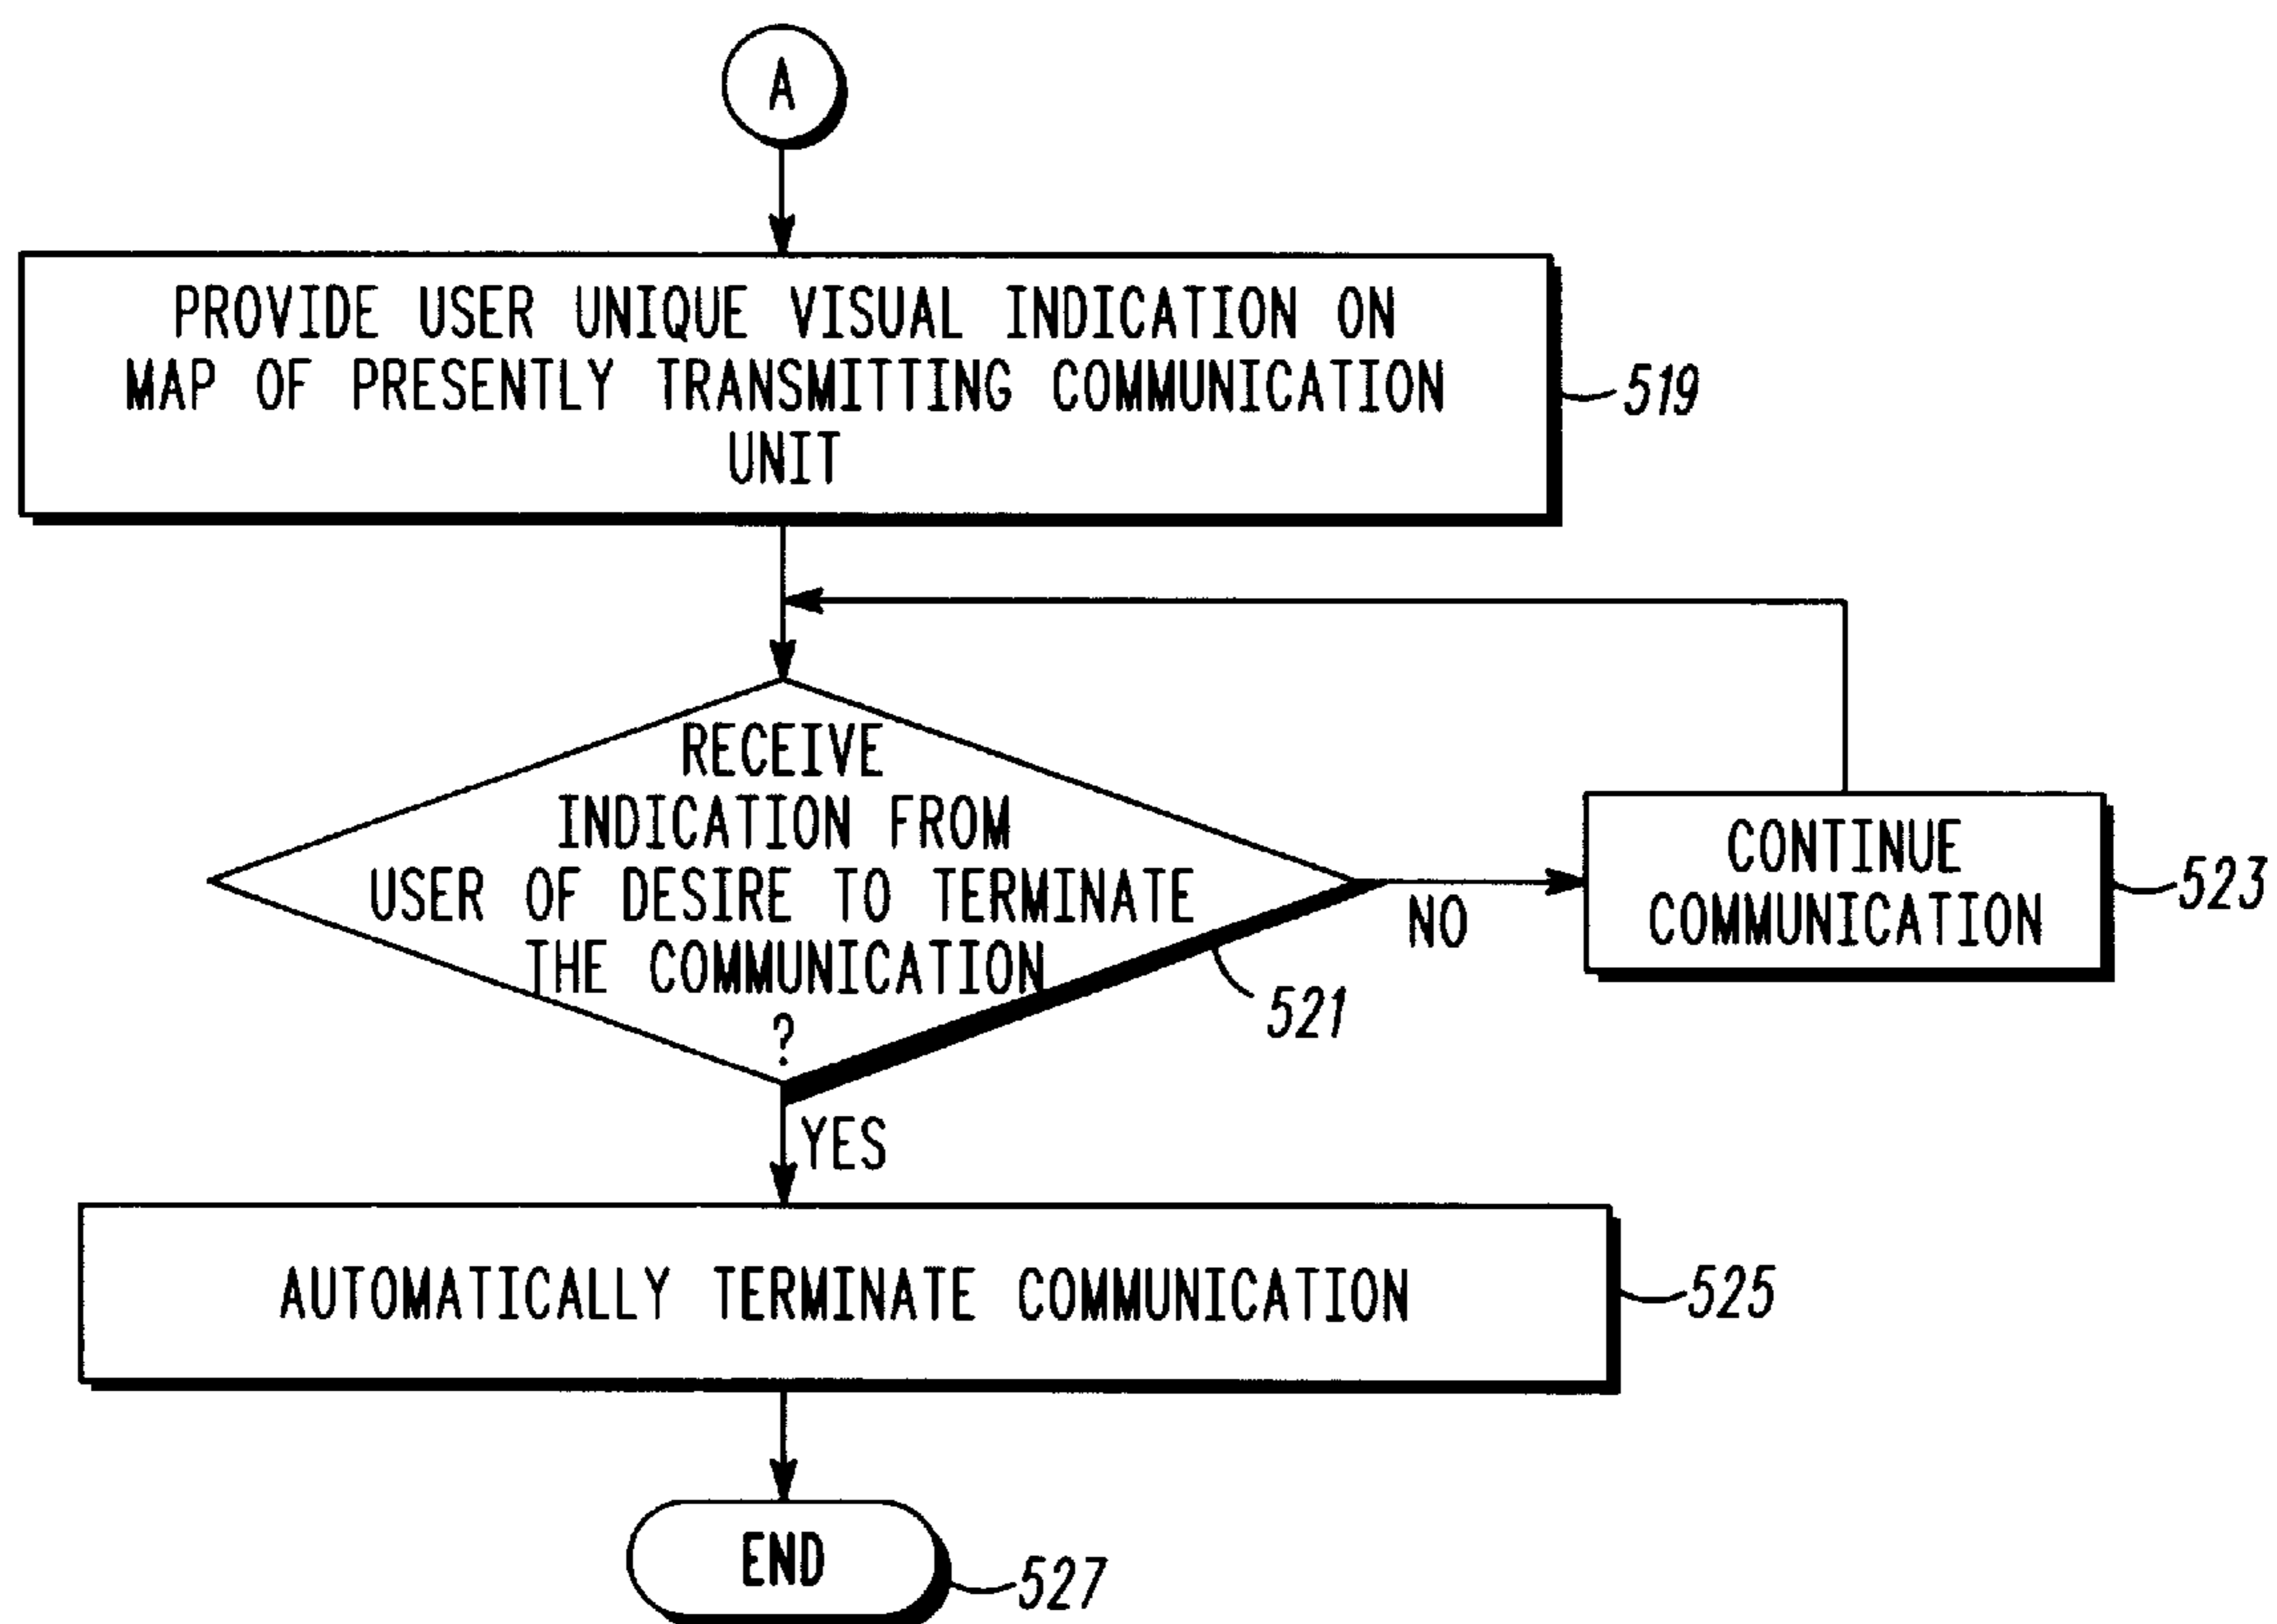 A
PROVIDE USER UNIQUE VISUAL INDICATION ON
MAP OF PRESENTLY TRANSMITTING COMMUNICATION
UNIT
519
RECEIVE
INDICATION FROM
USER OF DESIRE TO TERMINATE
THE COMMUNICATION
?
521
NO
CONTINUE
COMMUNICATION
523
YES
AUTOMATICALLY TERMINATE COMMUNICATION
525
END
527